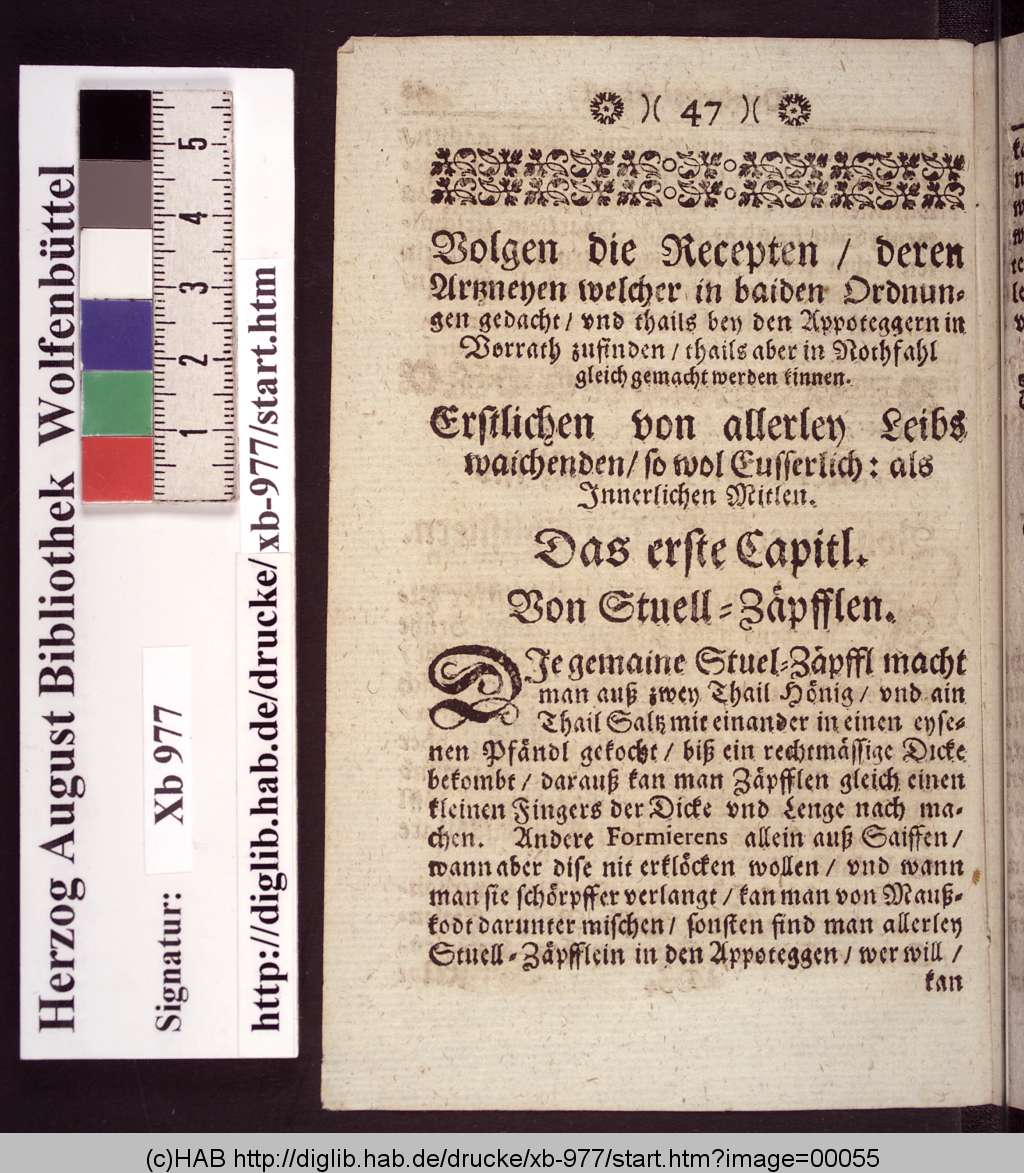 )( 47 )(
Volgen die Recepten / deren
Artzneyen welcher in baiden Ordnun-
gen gedacht / vnd thails bey den Appoteggern in
Vorrath zufinden / thails aber in Nothfahl
gleich gemacht werden kinnen.
Erstlichen von allerley Leibs
waichenden / so wol Eusserlich: als
Innerlichen Mitlen.
Das erste Capitl.
Von Stuell-Zäpfflen.
DJe gemaine Stuel-Zäpffl macht
man auß zwey Thail Hönig / vnd ain
Thail Saltz mit einander in einen eyse-
nen Pfändl gekocht / biß ein rechtmässige Dicke
bekombt / darauß kan man Zäpfflen gleich einen
kleinen Fingers der Dicke vnd Lenge nach ma-
chen. Andere Formierens allein auß Saiffen /
wann aber dise nit erklöcken wollen / vnd wann
man sie schörpffer verlangt / kan man von Mauß-
kodt darunter mischen / sonsten find man allerley
Stuell-Zäpfflein in den Appoteggen / wer will /
kan
Herzog August Bibliothek Wolfenbüttel
Signatur: Xb 977
http://diglib.hab.de/drucke/xb-977/start.htm
5
4
3
2
1
(c)HAB http://diglib.hab.de/drucke/xb-977/start.htm?image=00055